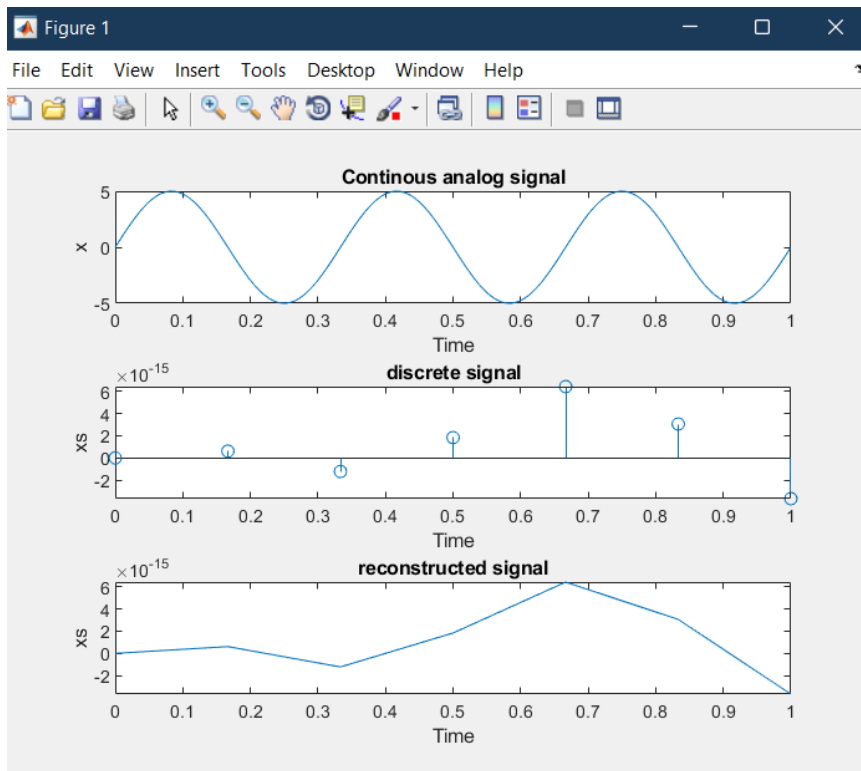 Figure 1
File Edit View Insert Tools Desktop Window Help
Continous analog signal
5
0
-5
x
0 0.1 0.2 0.3 0.4 0.5 0.6 0.7 0.8 0.9 1
Time
×10^-15
discrete signal
6
4
2
0
-2
xs
0 0.1 0.2 0.3 0.4 0.5 0.6 0.7 0.8 0.9 1
Time
×10^-15
reconstructed signal
6
4
2
0
-2
xs
0 0.1 0.2 0.3 0.4 0.5 0.6 0.7 0.8 0.9 1
Time